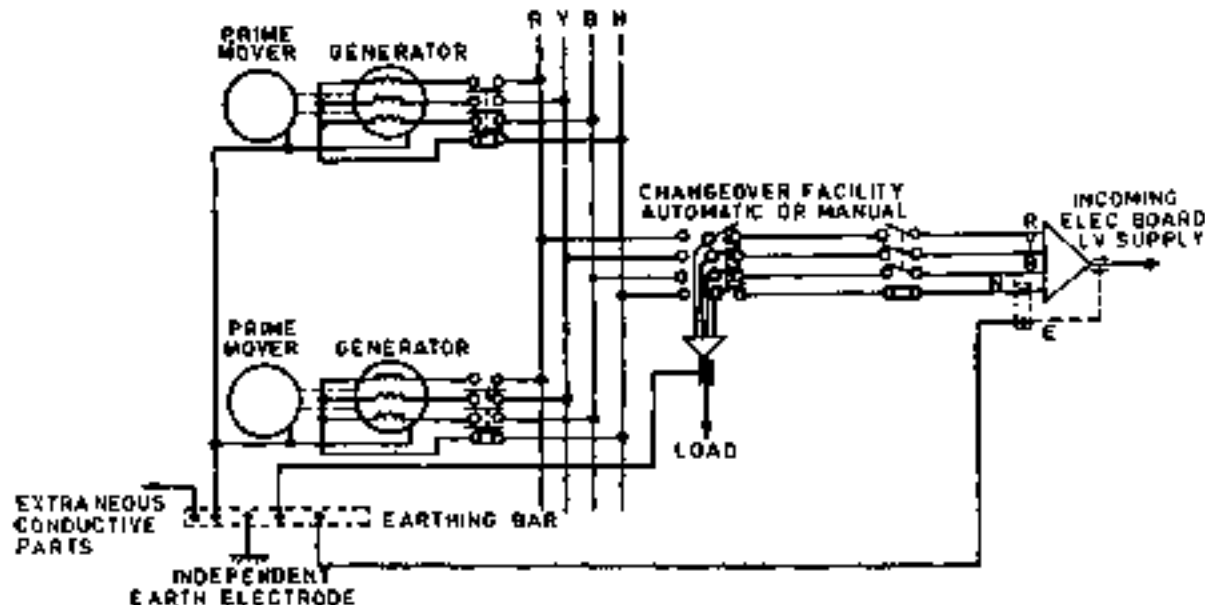 R Y B N
PRIME
MOVER
GENERATOR
CHANGEOVER FACILITY
AUTOMATIC OR MANUAL
INCOMING
ELEC BOARD
LV SUPPLY
R
Y
B
N
E
PRIME
MOVER
GENERATOR
LOAD
EXTRANEOUS
CONDUCTIVE
PARTS
EARTHING BAR
INDEPENDENT
EARTH ELECTRODE